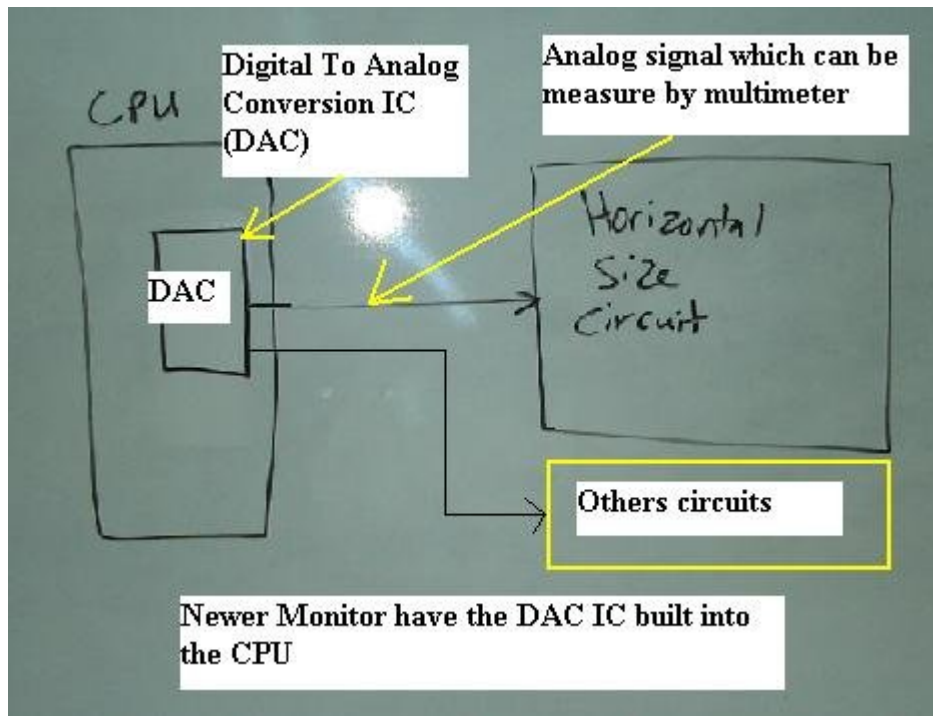 CPU
Digital To Analog
Conversion IC
(DAC)
Analog signal which can be
measure by multimeter
DAC
Horizontal
Size
Circuit
Others circuits
Newer Monitor have the DAC IC built into
the CPU